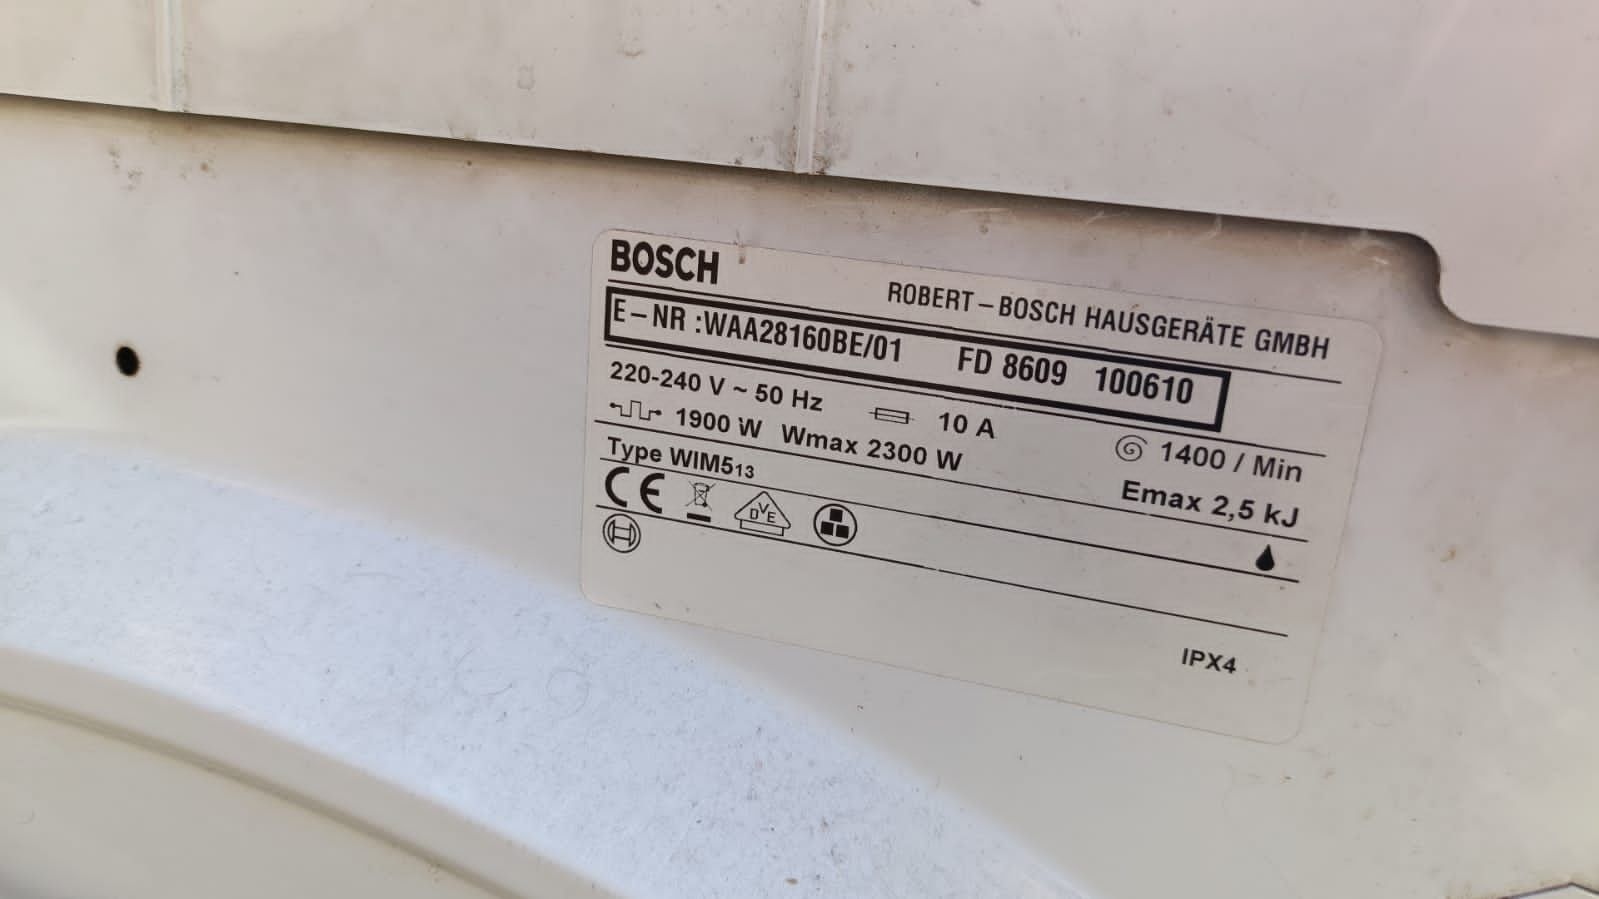 BOSCH
ROBERT-BOSCH HAUSGERÄTE GMBH
E-NR :WAA28160BE/01 FD 8609 100610
220-240 V ~ 50 Hz 10 A 1400 / Min
1900 W Wmax 2300 W Emax 2,5 kJ
Type WIM513
CE DVE
IPX4